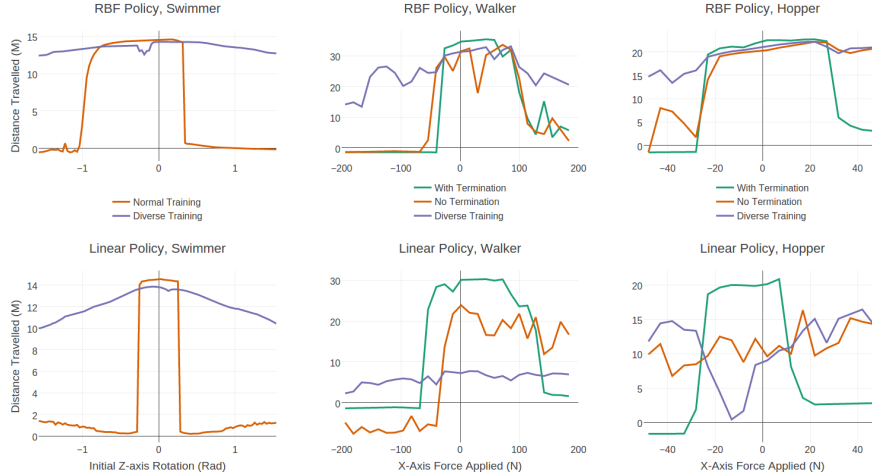 RBF Policy, Swimmer
RBF Policy, Walker
RBF Policy, Hopper
Distance Travelled (M)
15
10
5
0
−1
0
1
30
20
10
0
−200
−100
0
100
200
20
15
10
5
0
−40
−20
0
20
40
Normal Training
Diverse Training
With Termination
No Termination
Diverse Training
With Termination
No Termination
Diverse Training
Linear Policy, Swimmer
Linear Policy, Walker
Linear Policy, Hopper
Distance Travelled (M)
14
12
10
8
6
4
2
0
−1
0
1
Initial Z-axis Rotation (Rad)
30
20
10
0
−200
−100
0
100
200
X-Axis Force Applied (N)
20
15
10
5
0
−40
−20
0
20
40
X-Axis Force Applied (N)